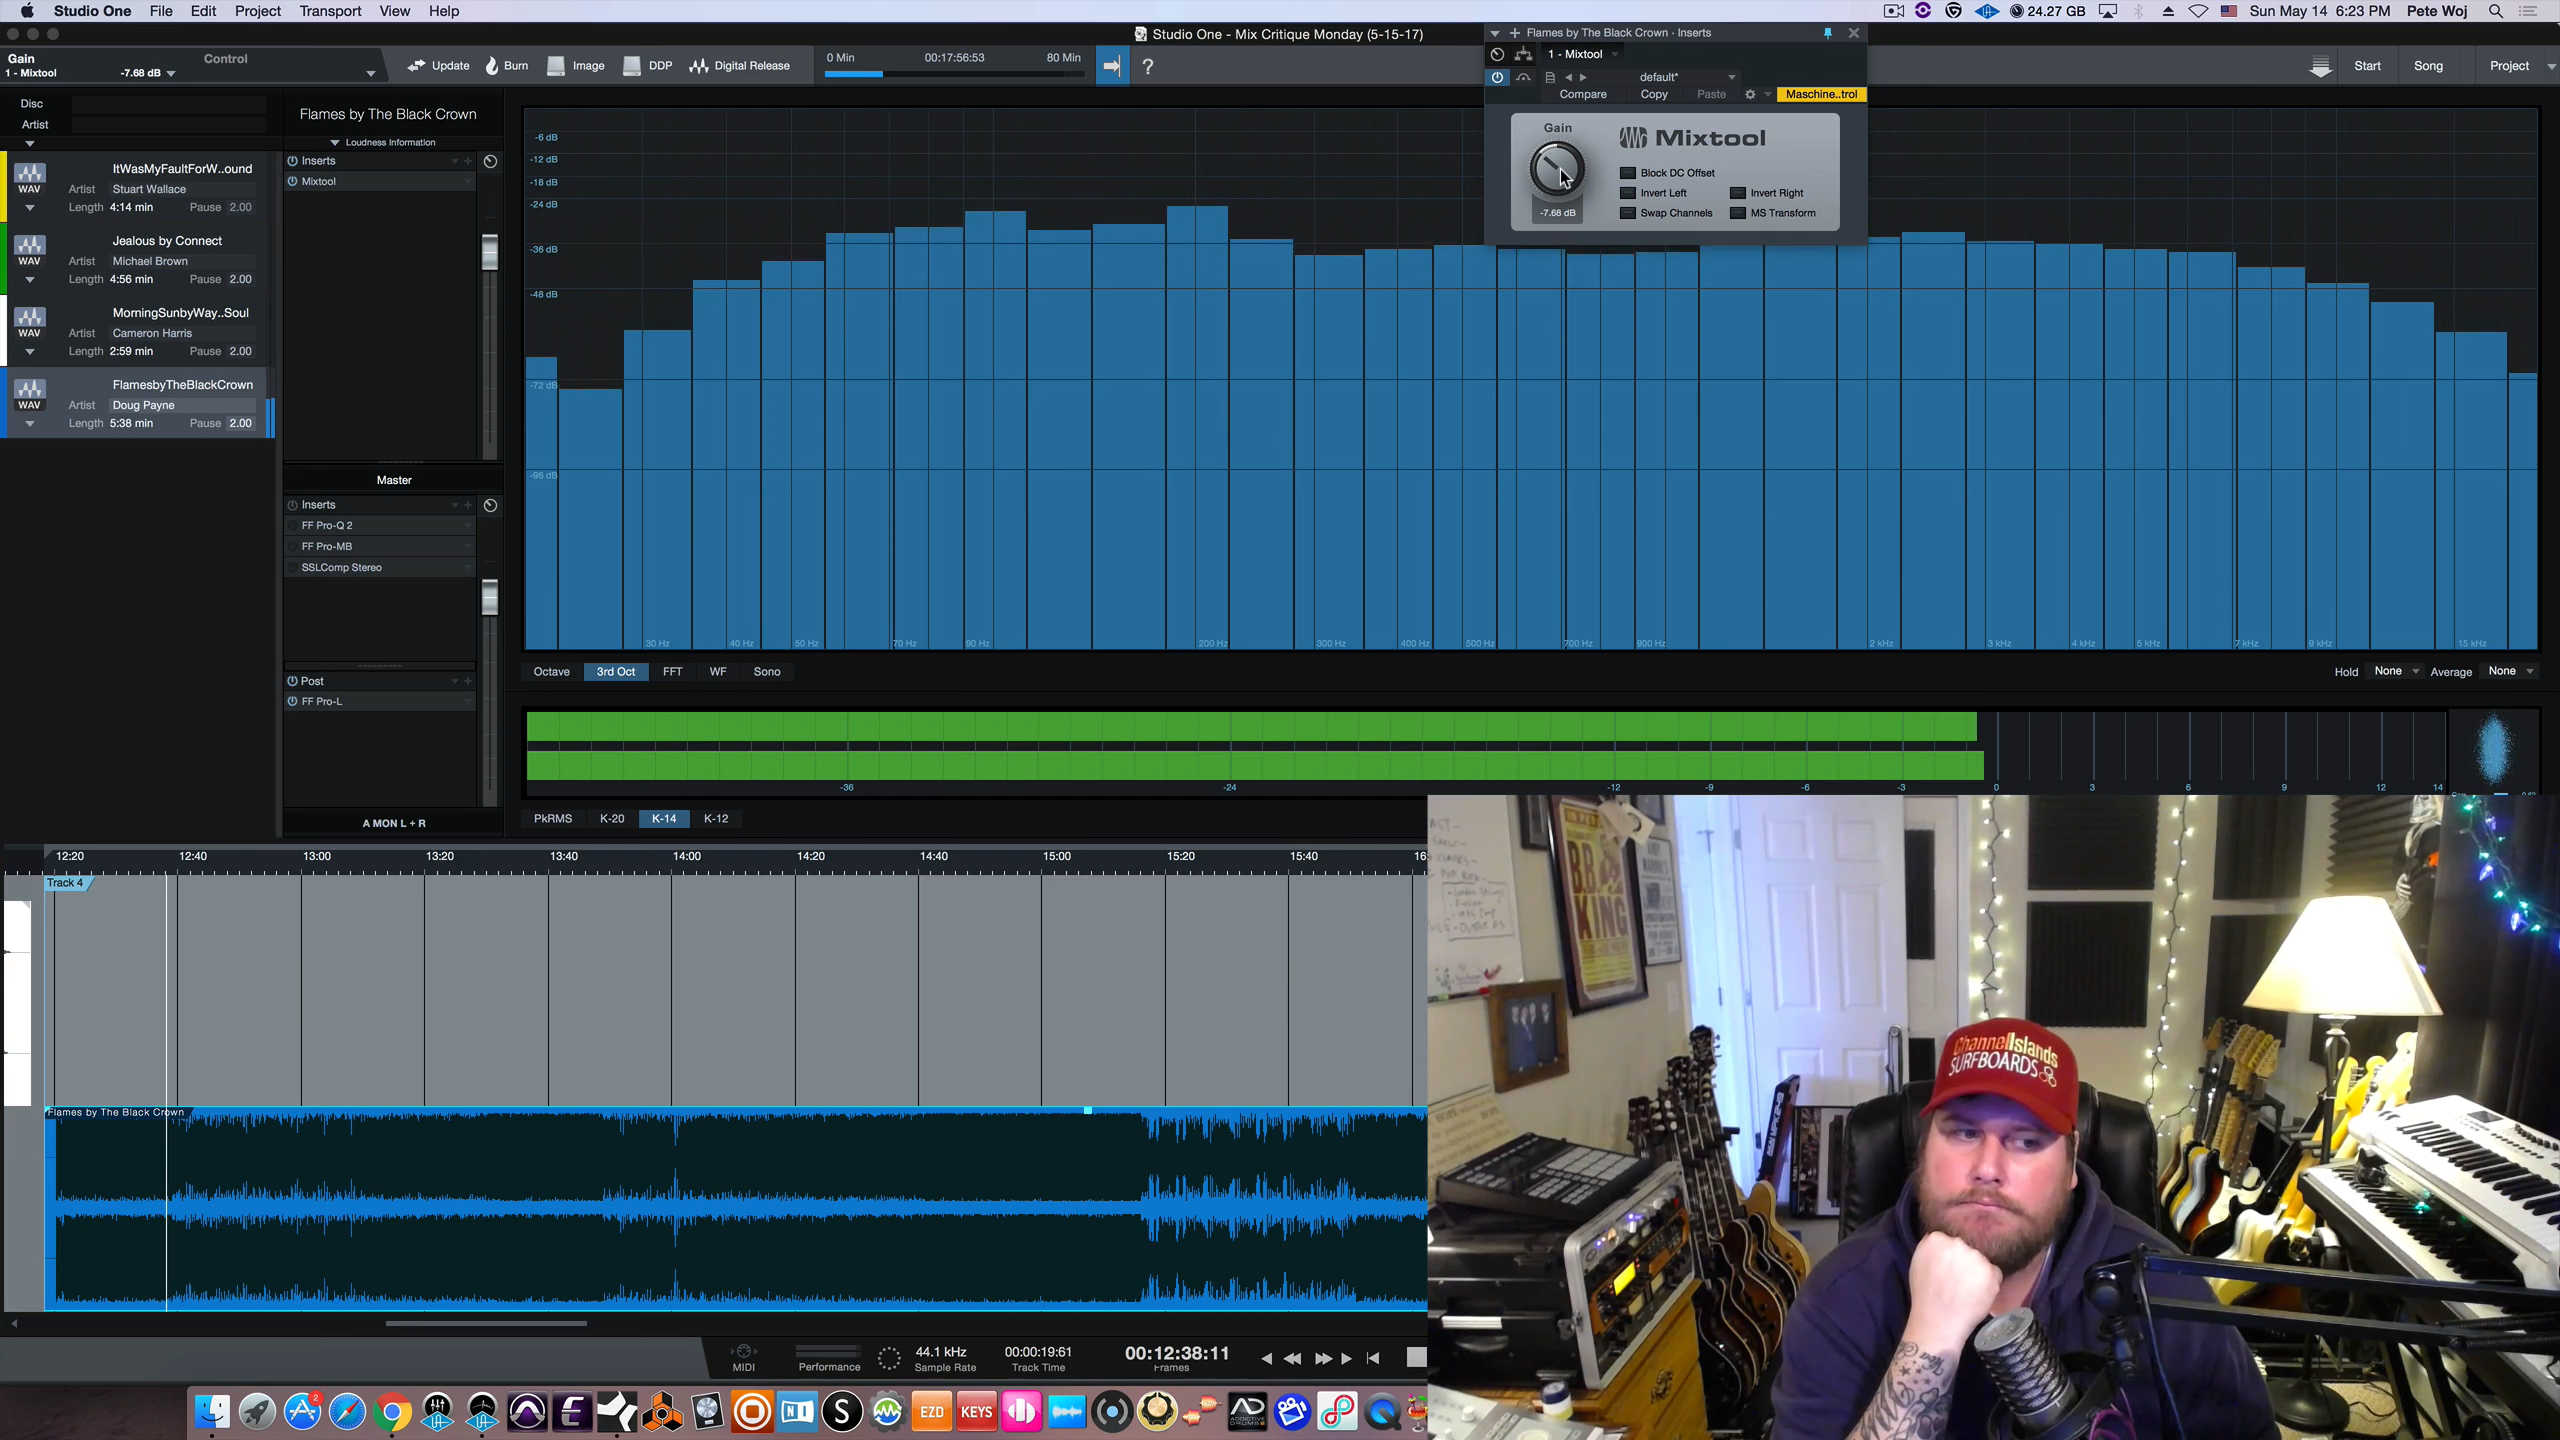 Studio One File Edit Project Transport View Help
24.27 GB Sun May 14 6:23 PM Pete Woj
Studio One - Mix Critique Monday (5-15-17)
Gain Control
1 - Mixtool -7.68 dB
Update Burn Image DDP Digital Release
0 Min 00:17:56:53 80 Min
?
Start Song Project
Flames by The Black Crown - Inserts
1 - Mixtool
default*
Compare Copy Paste Maschine..trol
Gain
Mixtool
Block DC Offset
Invert Left Invert Right
Swap Channels MS Transform
-7.68 dB
Disc
Artist
WAV
ItWasMyFaultForW..ound
Artist Stuart Wallace
Length 4:14 min Pause 2.00
WAV
Jealous by Connect
Artist Michael Brown
Length 4:56 min Pause 2.00
WAV
MorningSunbyWay..Soul
Artist Cameron Harris
Length 2:59 min Pause 2.00
WAV
FlamesbyTheBlackCrown
Artist Doug Payne
Length 5:38 min Pause 2.00
Flames by The Black Crown
Loudness Information
Inserts
Mixtool
Master
Inserts
FF Pro-Q 2
FF Pro-MB
SSLComp Stereo
Post
FF Pro-L
A MON L + R
-6 dB
-12 dB
-18 dB
-24 dB
-36 dB
-48 dB
-72 dB
-96 dB
30 Hz 40 Hz 50 Hz 70 Hz 90 Hz 200 Hz 300 Hz 400 Hz 500 Hz 700 Hz 900 Hz 2 kHz 3 kHz 4 kHz 5 kHz 7 kHz 9 kHz 15 kHz
Octave 3rd Oct FFT WF Sono
Hold None Average None
-36 -24 -12 -9 -6 -3 0 3 6 9 12 14
PkRMS K-20 K-14 K-12
12:20 12:40 13:00 13:20 13:40 14:00 14:20 14:40 15:00 15:20 15:40
Track 4
Flames by The Black Crown
MIDI
Performance
44.1 kHz
Sample Rate
00:00:19:61
Track Time
00:12:38:11
Frames
2
NI
S
EZD
KEYS
AD
BB
KING
Channel Islands
SURFBOARDS